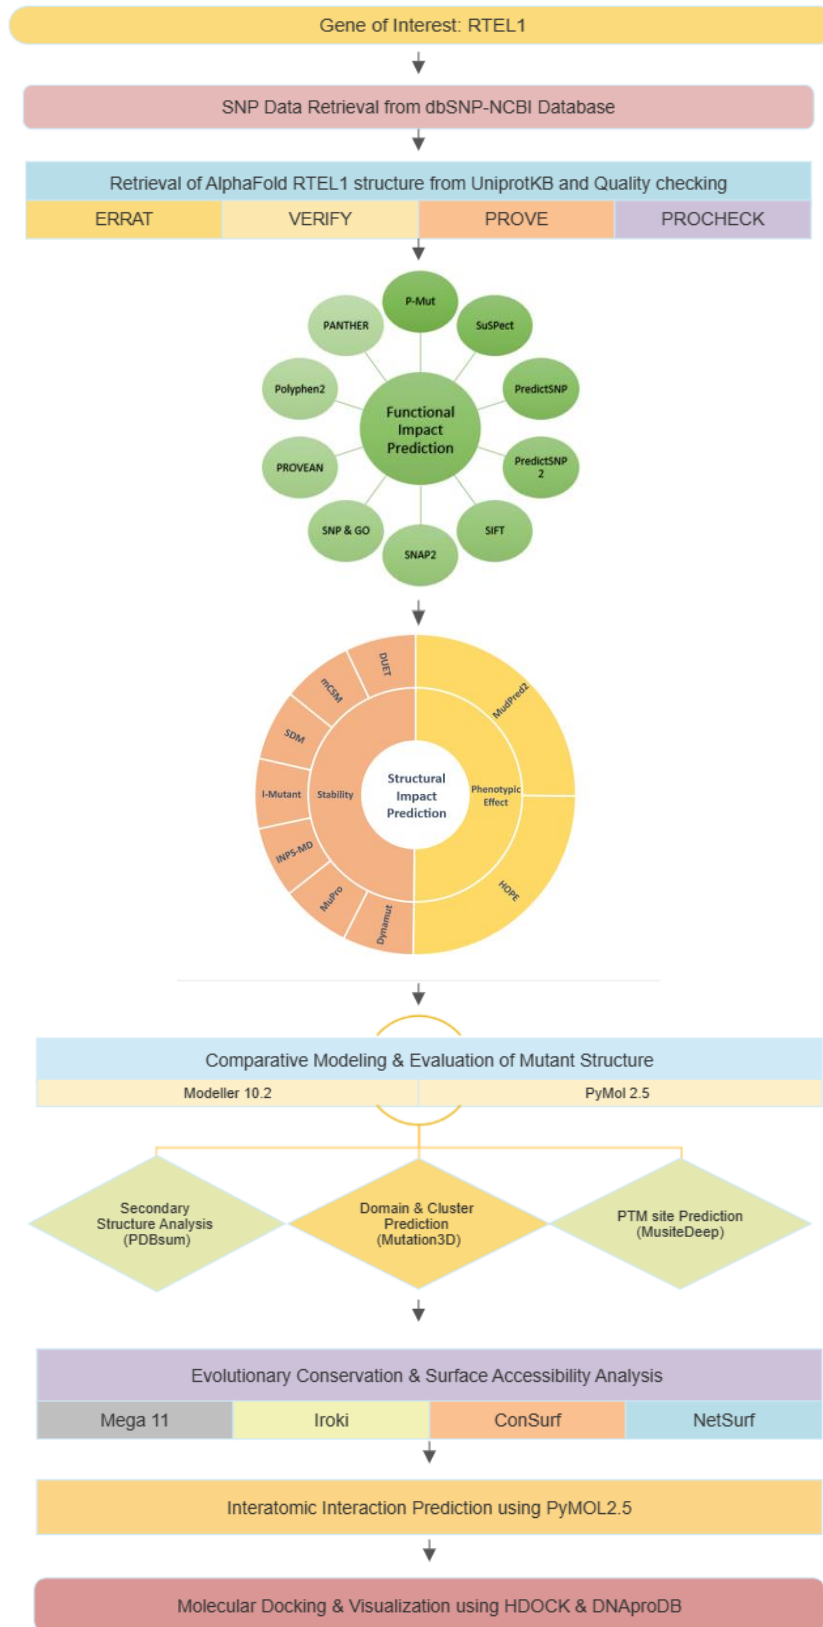 Gene of Interest: RTEL1
SNP Data Retrieval from dbSNP-NCBI Database
Retrieval of AlphaFold RTEL1 structure from UniprotKB and Quality checking
ERRAT
VERIFY
PROVE
PROCHECK
P-Mut
PANTHER
SuSPect
Polyphen2
PredictSNP
Functional
Impact
Prediction
PROVEAN
PredictSNP
2
SNP & GO
SIFT
SNAP2
DUET
mCSM
MudPred2
SDM
I-Mutant
Stability
Structural
Impact
Prediction
Phenotypic
Effect
INPS-MD
MuPro
HOPE
Dynamut
Comparative Modeling & Evaluation of Mutant Structure
Modeller 10.2
PyMol 2.5
Secondary
Structure Analysis
(PDBsum)
Domain & Cluster
Prediction
(Mutation3D)
PTM site Prediction
(MusiteDeep)
Evolutionary Conservation & Surface Accessibility Analysis
Mega 11
Iroki
ConSurf
NetSurf
Interatomic Interaction Prediction using PyMOL2.5
Molecular Docking & Visualization using HDOCK & DNAproDB